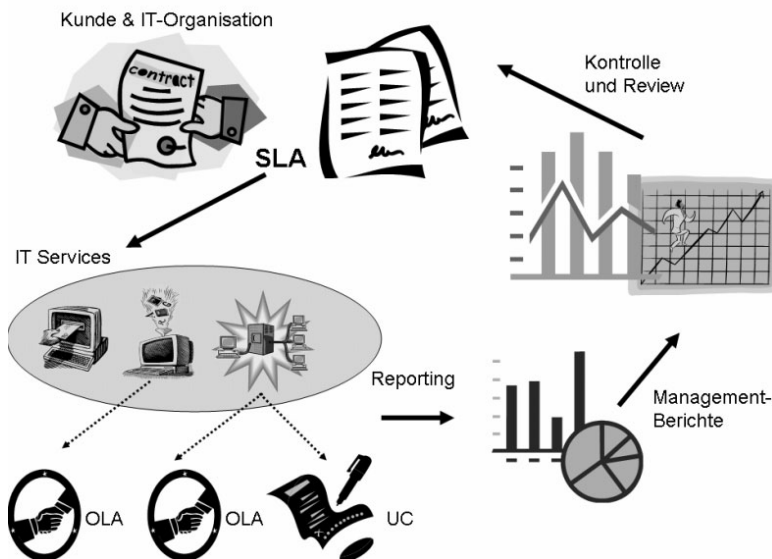 Kunde & IT-Organisation
contract
SLA
Kontrolle
und Review
IT Services
Reporting
Management-
Berichte
OLA
OLA
UC